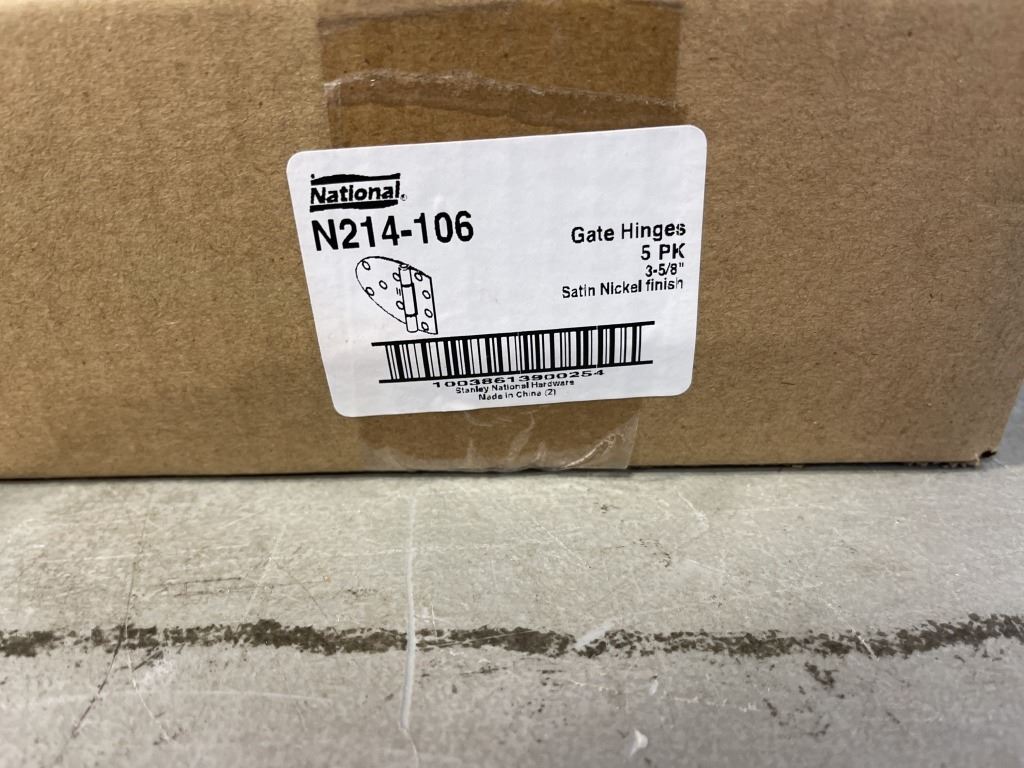 National
N214-106
Gate Hinges
5 PK
3-5/8"
Satin Nickel finish
10038613900254
Stanley National Hardware
Made in China (2)